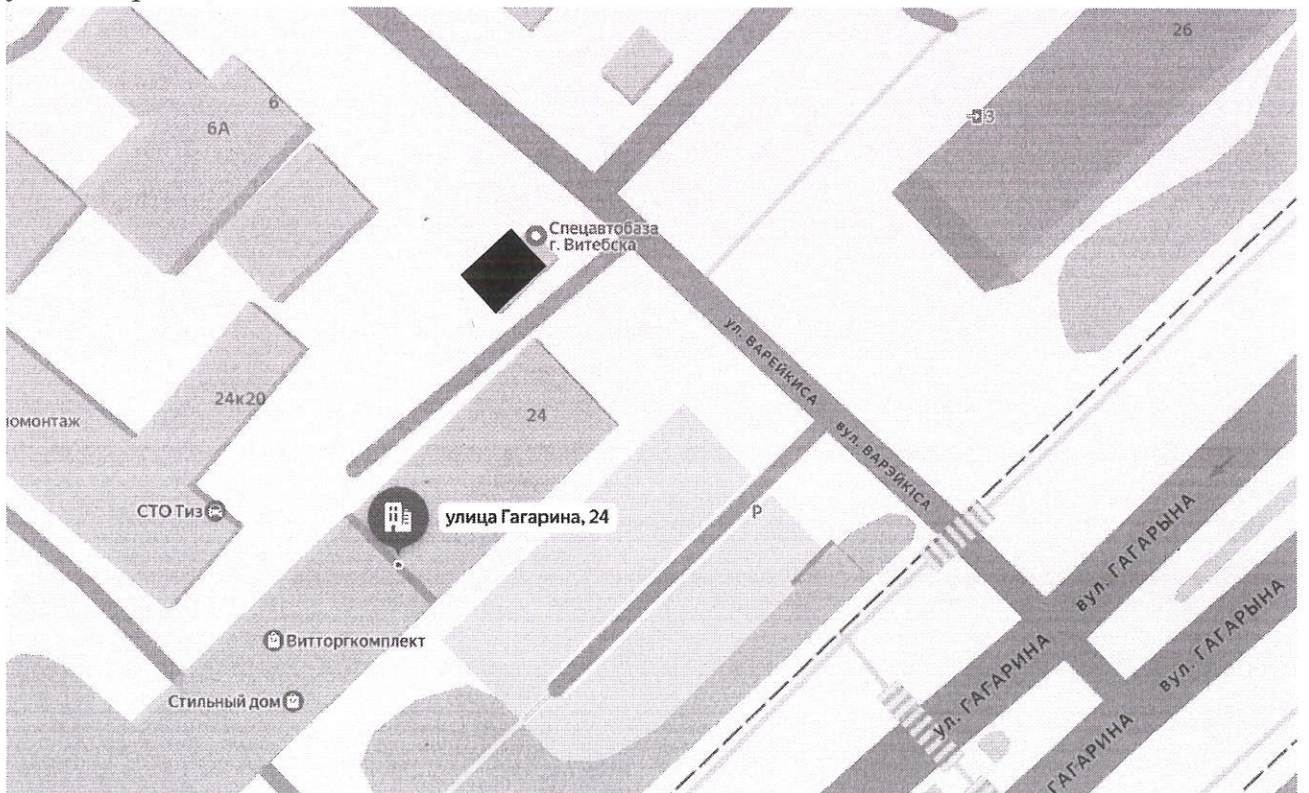 26
6
6А
3
Спецавтобаза
г. Витебска
ул. ВАРЕЙКИСА
24к20
24
омонтаж
вул. ВАРЭЙКІСА
СТО Тиз
улица Гагарина, 24
Р
вул. ГАГАРЫНА
Витторгкомплект
вул. ГАГАРЫНА
ул. ГАГАРИНА
Стильный дом
ГАГАРИНА